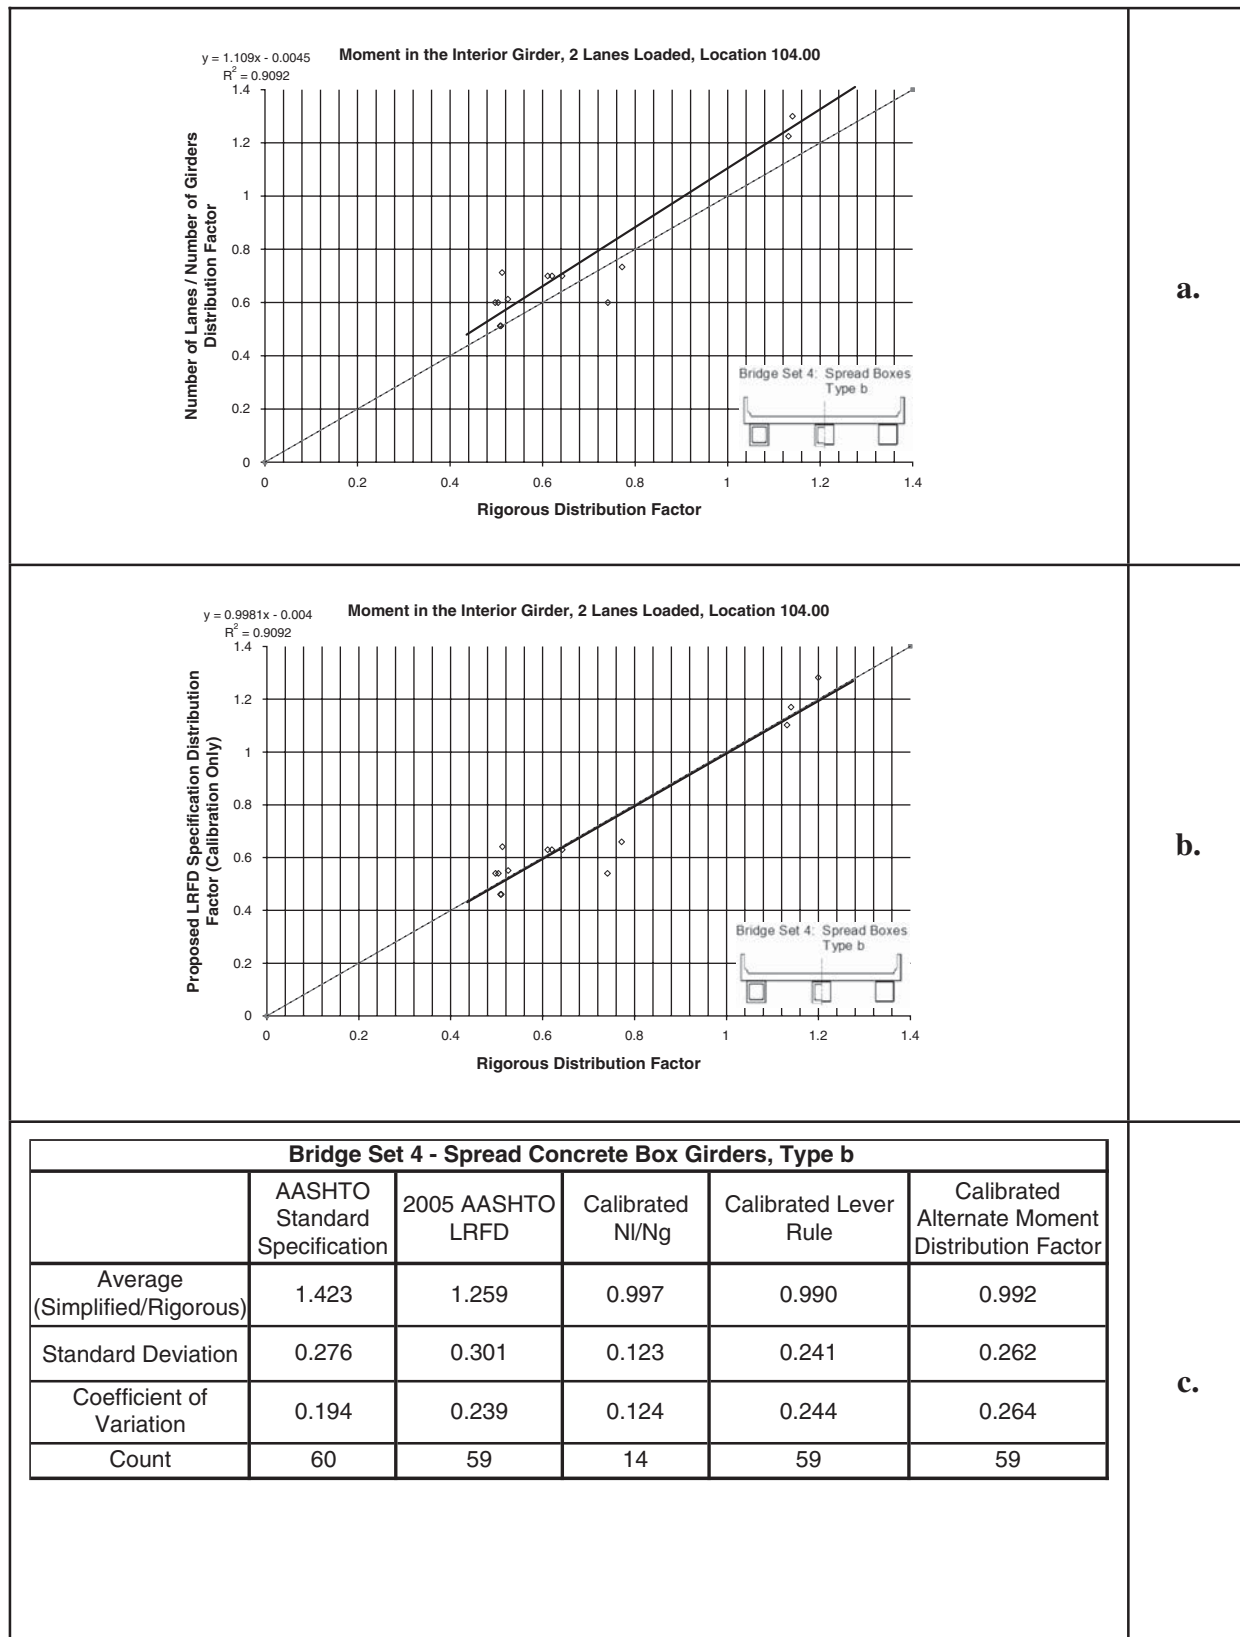 y = 1.109x - 0.0045
R² = 0.9092
Moment in the Interior Girder, 2 Lanes Loaded, Location 104.00
Number of Lanes / Number of Girders
Distribution Factor
1.4
1.2
1
0.8
0.6
0.4
0.2
0
0 0.2 0.4 0.6 0.8 1 1.2 1.4
Rigorous Distribution Factor
Bridge Set 4: Spread Boxes
Type b
a.
y = 0.9981x - 0.004
R² = 0.9092
Moment in the Interior Girder, 2 Lanes Loaded, Location 104.00
Proposed LRFD Specification Distribution
Factor (Calibration Only)
1.4
1.2
1
0.8
0.6
0.4
0.2
0
0 0.2 0.4 0.6 0.8 1 1.2 1.4
Rigorous Distribution Factor
Bridge Set 4: Spread Boxes
Type b
b.
Bridge Set 4 - Spread Concrete Box Girders, Type b
AASHTO Standard Specification 2005 AASHTO LRFD Calibrated Nl/Ng Calibrated Lever Rule Calibrated Alternate Moment Distribution Factor
Average (Simplified/Rigorous) 1.423 1.259 0.997 0.990 0.992
Standard Deviation 0.276 0.301 0.123 0.241 0.262
Coefficient of Variation 0.194 0.239 0.124 0.244 0.264
Count 60 59 14 59 59
c.